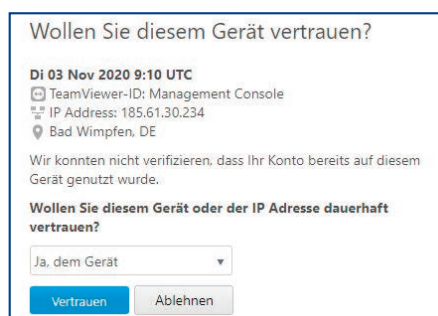 Wollen Sie diesem Gerät vertrauen?
Di 03 Nov 2020 9:10 UTC
TeamViewer-ID: Management Console
IP Address: 185.61.30.234
Bad Wimpfen, DE
Wir konnten nicht verifizieren, dass Ihr Konto bereits auf diesem
Gerät genutzt wurde.
Wollen Sie diesem Gerät oder der IP Adresse dauerhaft
vertrauen?
Ja, dem Gerät
Vertrauen Ablehnen